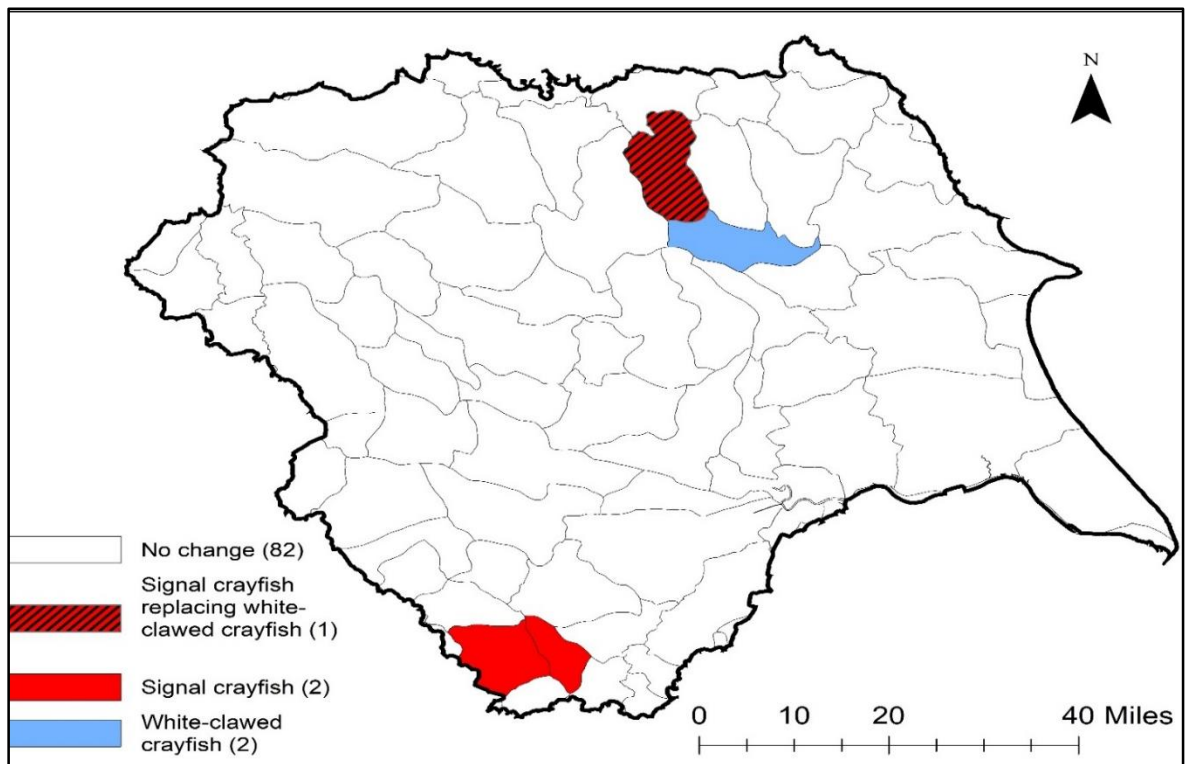 N
No change (82)
Signal crayfish
replacing white-
clawed crayfish (1)
Signal crayfish (2)
White-clawed
crayfish (2)
0 10 20 40 Miles